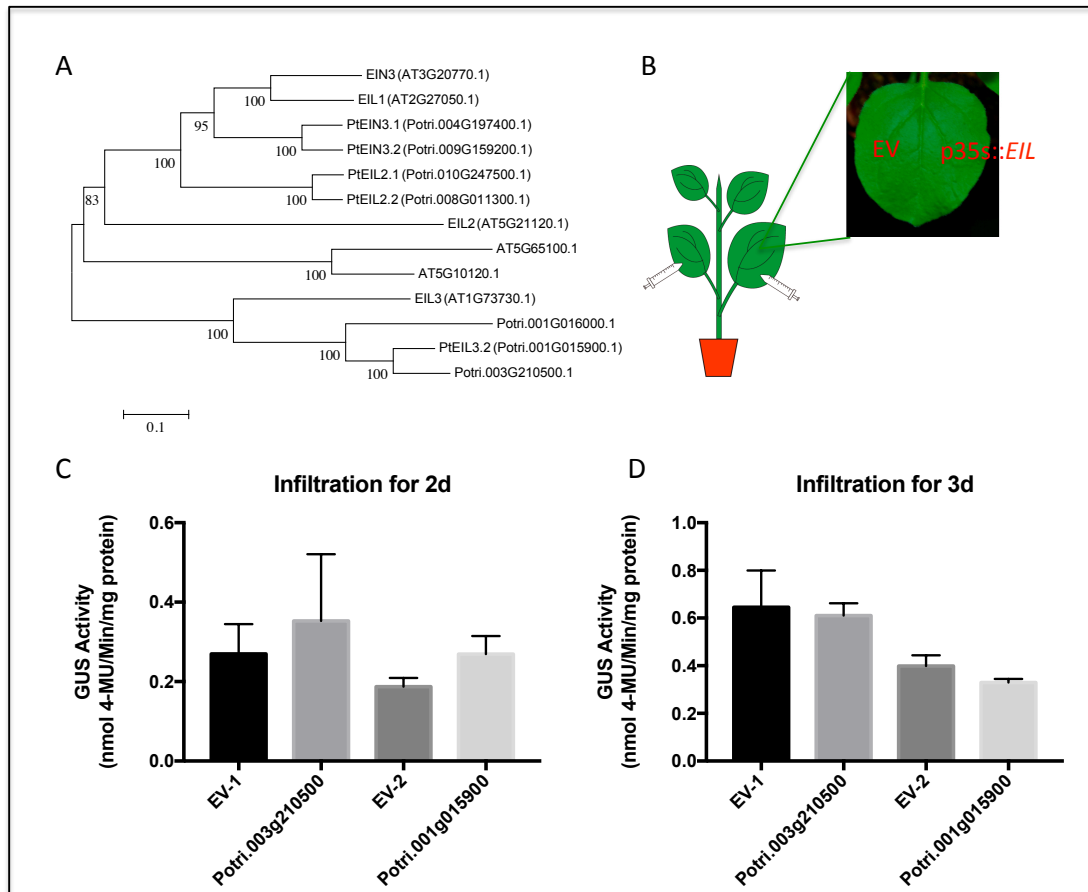 A
EIN3 (AT3G20770.1)
EIL1 (AT2G27050.1)
100
95
PtEIN3.1 (Potri.004G197400.1)
PtEIN3.2 (Potri.009G159200.1)
100
100
PtEIL2.1 (Potri.010G247500.1)
PtEIL2.2 (Potri.008G011300.1)
100
83
EIL2 (AT5G21120.1)
AT5G65100.1
AT5G10120.1
100
EIL3 (AT1G73730.1)
100
Potri.001G016000.1
100
PtEIL3.2 (Potri.001G015900.1)
Potri.003G210500.1
100
0.1
B
EV p35s::EIL
C
Infiltration for 2d
GUS Activity
(nmol 4-MU/Min/mg protein)
0.6
0.4
0.2
0.0
EV-1
Potri.003g210500
EV-2
Potri.001g015900
D
Infiltration for 3d
GUS Activity
(nmol 4-MU/Min/mg protein)
1.0
0.8
0.6
0.4
0.2
0.0
EV-1
Potri.003g210500
EV-2
Potri.001g015900